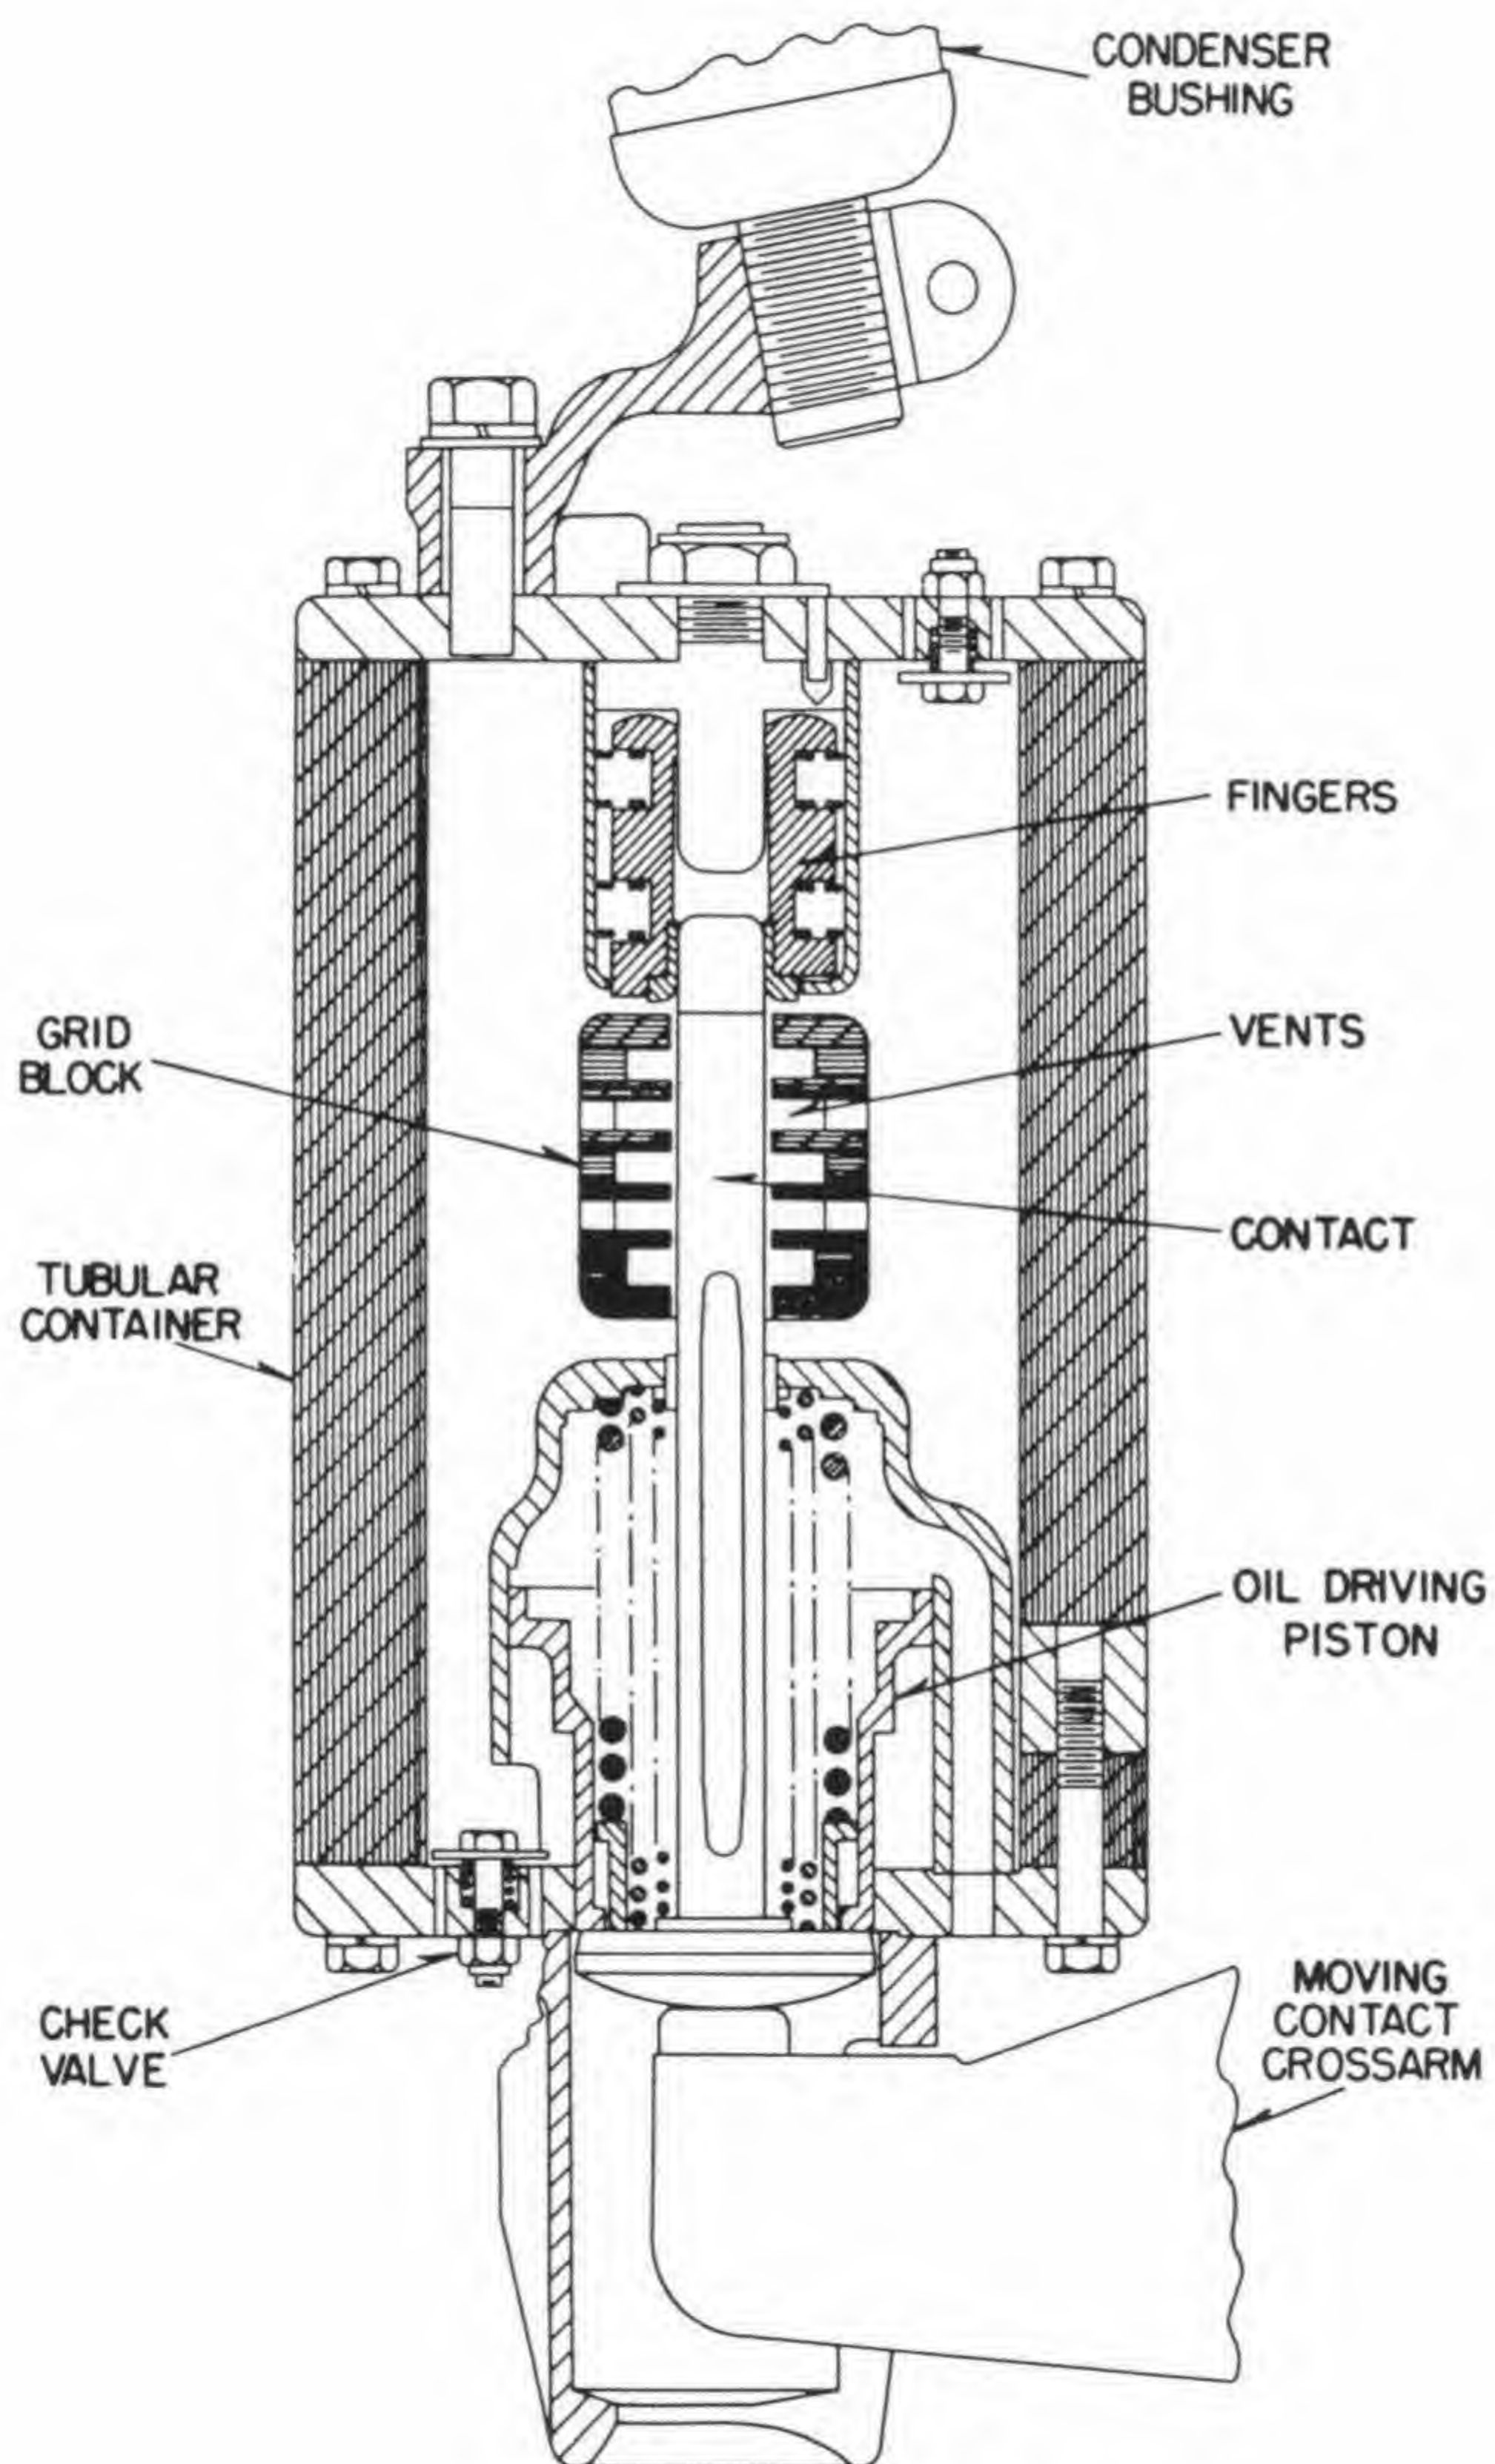 CONDENSER
BUSHING
FINGERS
GRID
BLOCK
VENTS
CONTACT
TUBULAR
CONTAINER
OIL DRIVING
PISTON
CHECK
VALVE
MOVING
CONTACT
CROSSARM